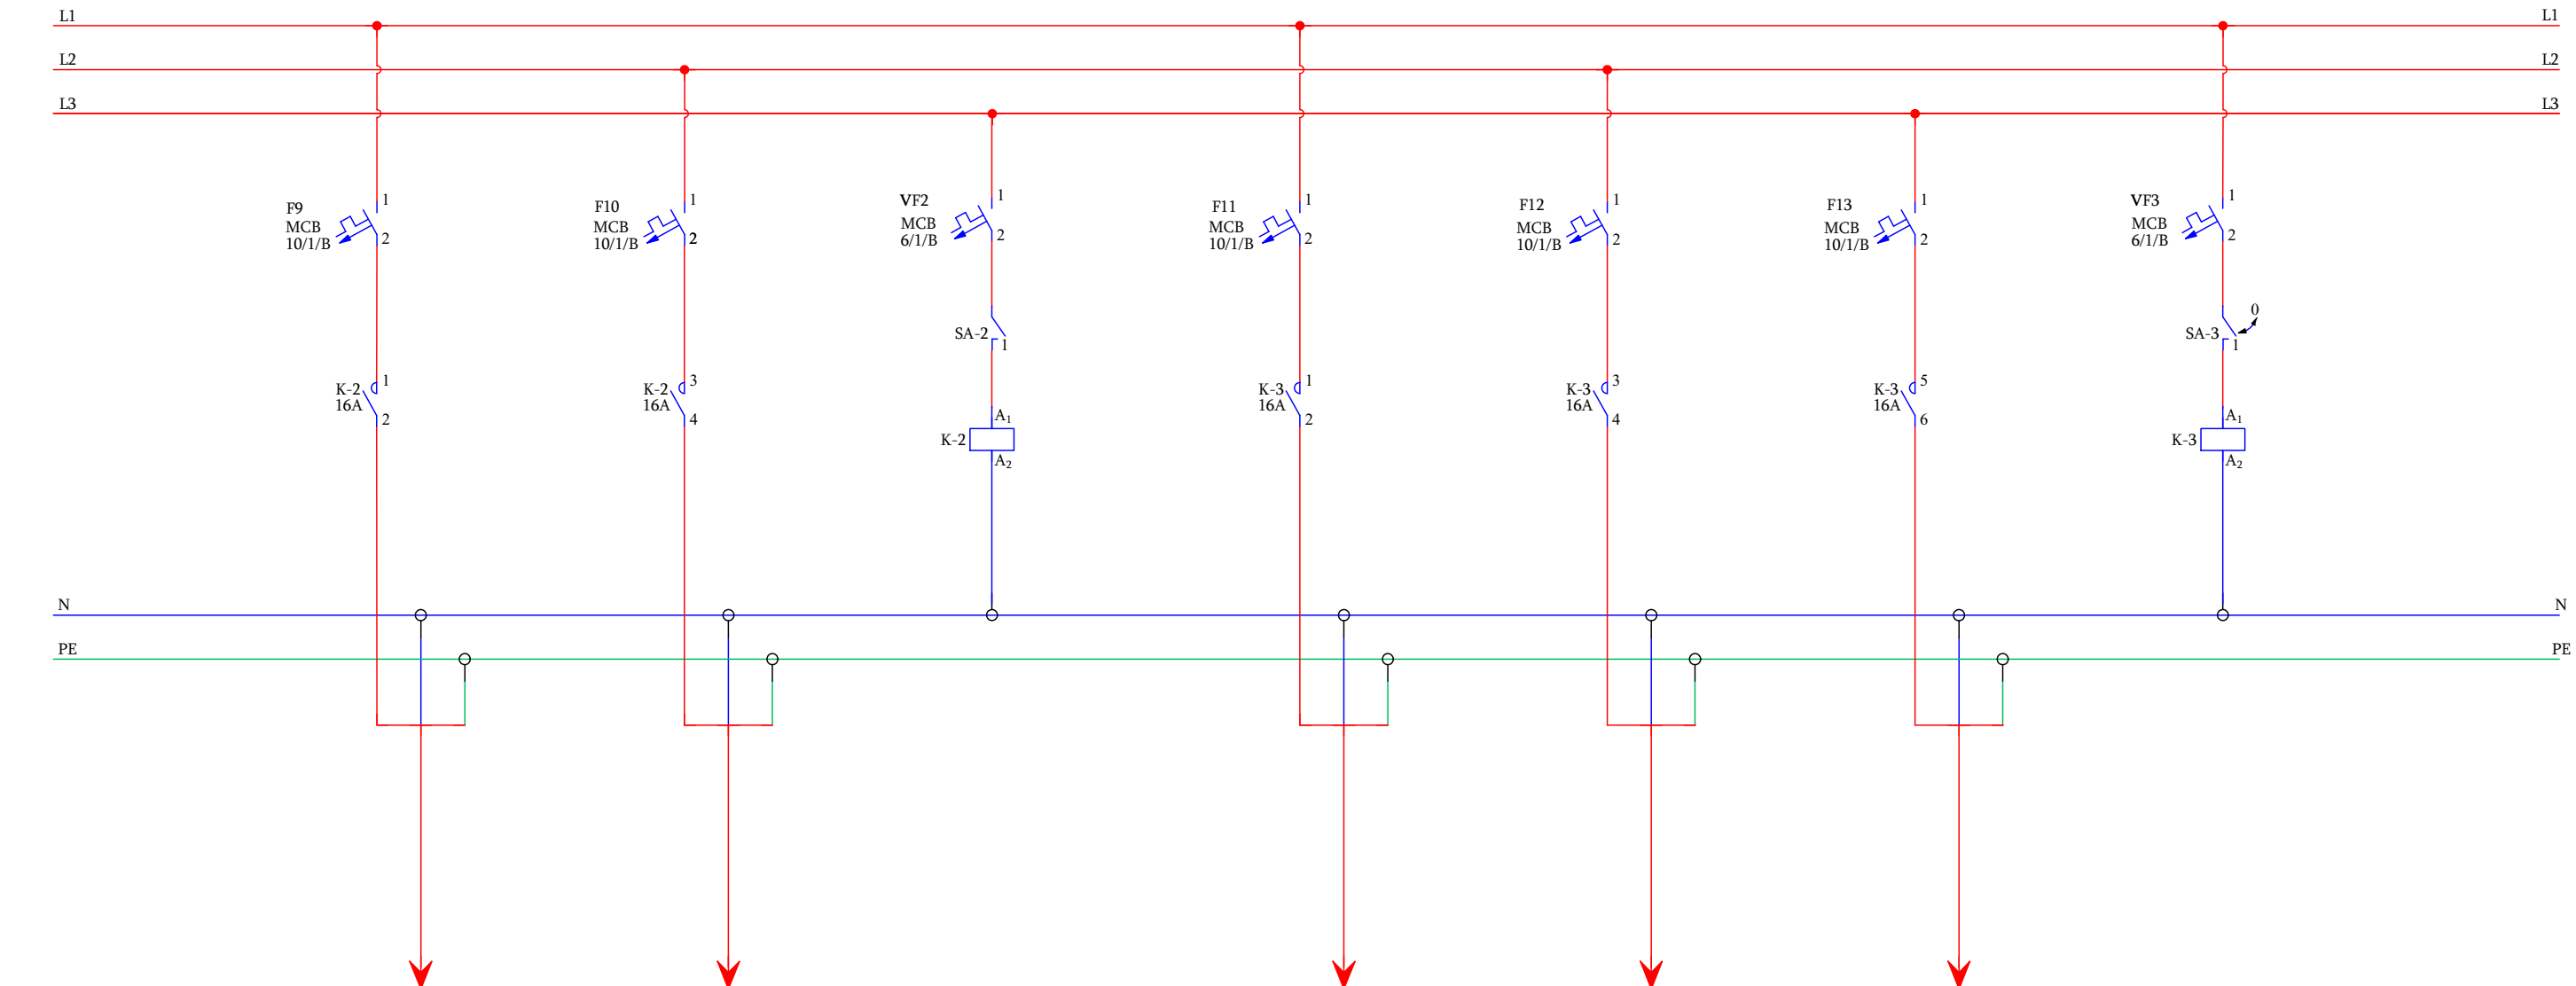 L1
L1
L2
L2
L3
L3
F9
MCB
10/1/B
1
2
F10
MCB
10/1/B
1
2
VF2
MCB
6/1/B
1
2
F11
MCB
10/1/B
1
2
F12
MCB
10/1/B
1
2
F13
MCB
10/1/B
1
2
VF3
MCB
6/1/B
1
2
SA-2
1
SA-3
0
1
K-2
16A
1
2
K-2
16A
3
4
K-2
A₁
A₂
K-3
16A
1
2
K-3
16A
3
4
K-3
16A
5
6
K-3
A₁
A₂
N
N
PE
PE